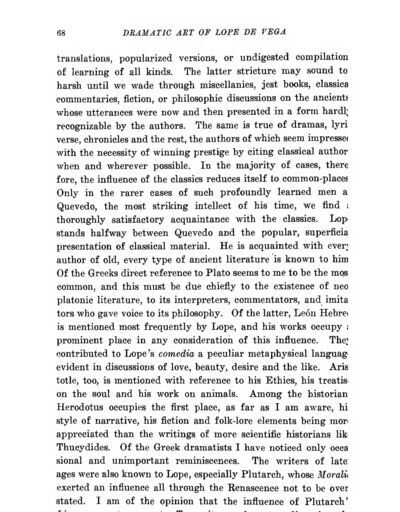 68 DRAMATIC ART OF LOPE DE VEGA
translations, popularized versions, or undigested compilation
of learning of all kinds. The latter stricture may sound to
harsh until we wade through miscellanies, jest books, classica
commentaries, fiction, or philosophic discussions on the ancients
whose utterances were now and then presented in a form hardl
recognizable by the authors. The same is true of dramas, lyri
verse, chronicles and the rest, the authors of which seem impresse
with the necessity of winning prestige by citing classical author
when and wherever possible. In the majority of cases, there
fore, the influence of the classics reduces itself to common-places
Only in the rarer cases of such profoundly learned men a
Quevedo, the most striking intellect of his time, we find
thoroughly satisfactory acquaintance with the classics. Lop
stands halfway between Quevedo and the popular, superficia
presentation of classical material. He is acquainted with ever
author of old, every type of ancient literature is known to him
Of the Greeks direct reference to Plato seems to me to be the mos
common, and this must be due chiefly to the existence of neo
platonic literature, to its interpreters, commentators, and imita
tors who gave voice to its philosophy. Of the latter, León Hebre
is mentioned most frequently by Lope, and his works occupy
prominent place in any consideration of this influence. The
contributed to Lope's comedia a peculiar metaphysical languag
evident in discussions of love, beauty, desire and the like. Aris
totle, too, is mentioned with reference to his Ethics, his treatis
on the soul and his work on animals. Among the historian
Herodotus occupies the first place, as far as I am aware, hi
style of narrative, his fiction and folk-lore elements being mor
appreciated than the writings of more scientific historians lik
Thucydides. Of the Greek dramatists I have noticed only occa
sional and unimportant reminiscences. The writers of late
ages were also known to Lope, especially Plutarch, whose Morali
exerted an influence all through the Renascence not to be over
stated. I am of the opinion that the influence of Plutarch'